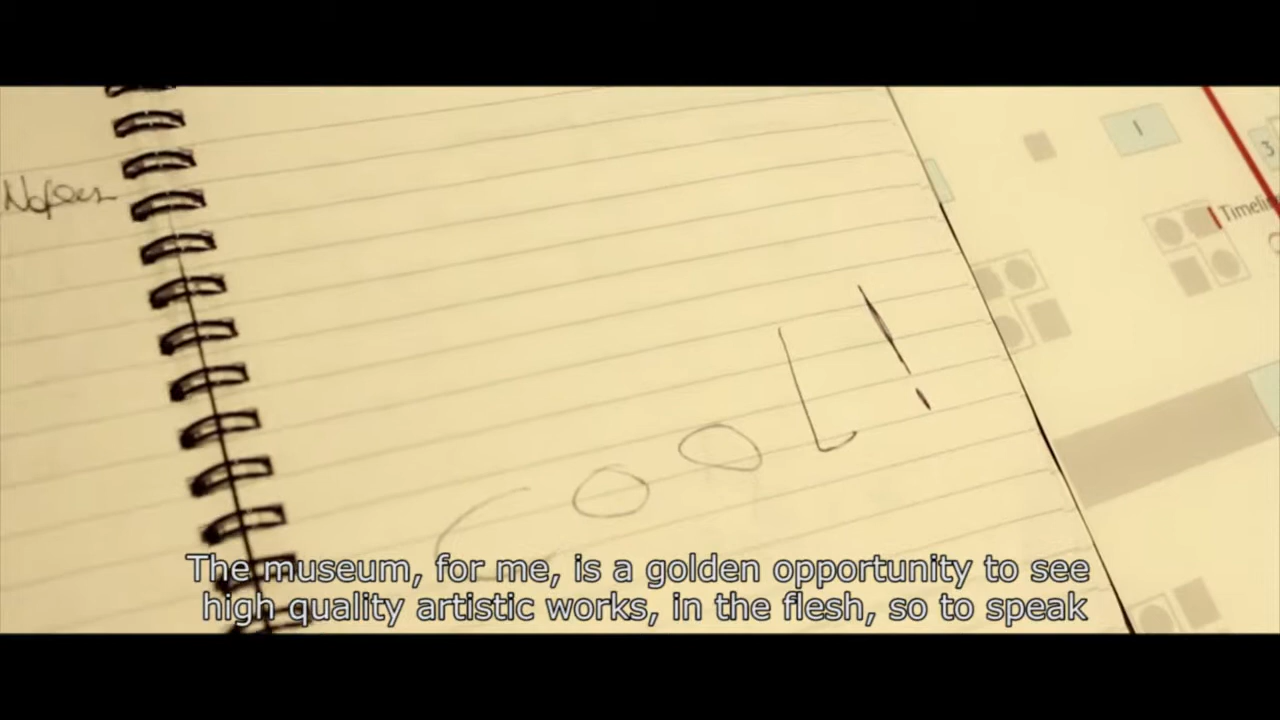 COOL!
1
3
Timeli
The museum, for me, is a golden opportunity to see
high quality artistic works, in the flesh, so to speak